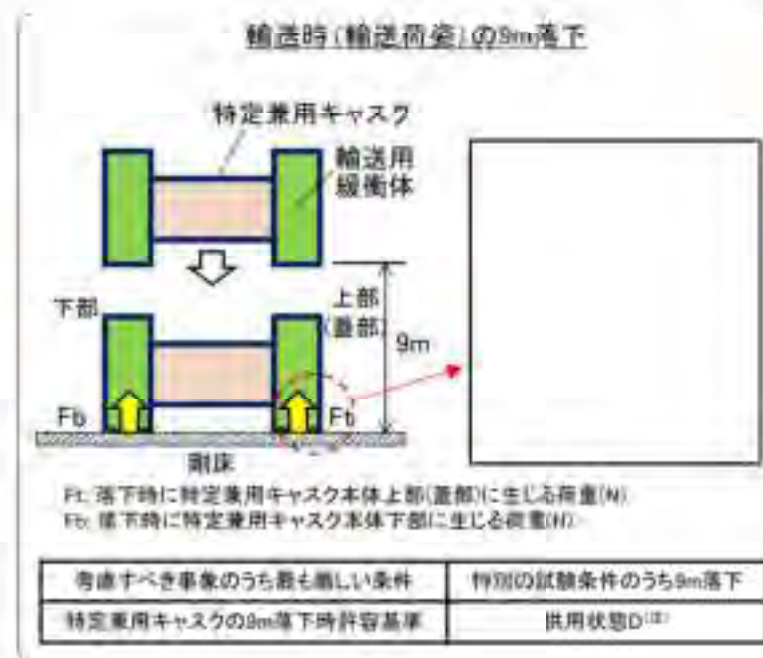 輸送時(輸送荷姿)の9m落下
特定兼用キャスク
輸送用
緩衝体
下部
上部
(蓋部)
9m
Fb
Ft
剛床
Ft: 落下時に特定兼用キャスク本体上部(蓋部)に生じる荷重(N)
Fb: 落下時に特定兼用キャスク本体下部に生じる荷重(N)
考慮すべき事象のうち最も厳しい条件
特別の試験条件のうち9m落下
特定兼用キャスクの9m落下時許容基準
供用状態D(注)